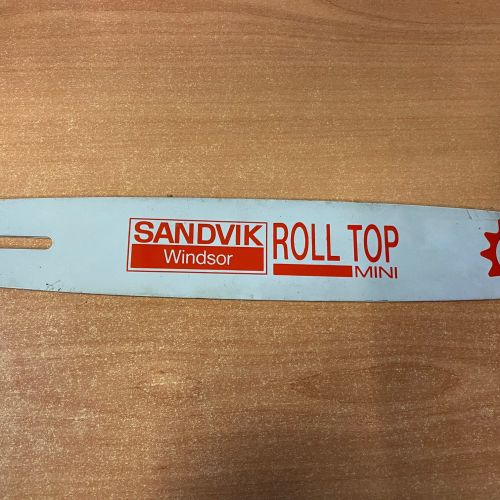 SANDVIK
Windsor
ROLL TOP
MINI